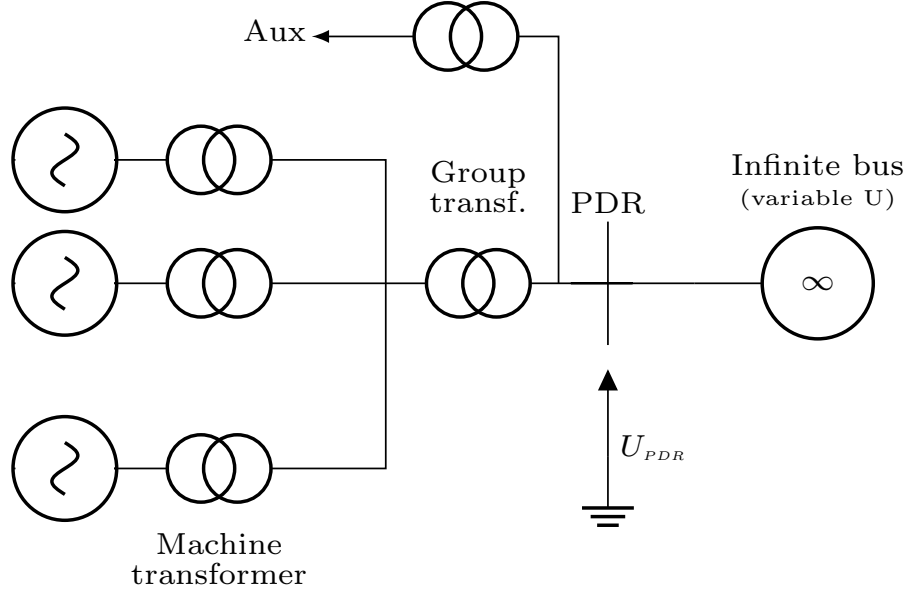 Aux
Group
transf.
PDR
Infinite bus
(variable U)
∞
U_PDR
Machine
transformer